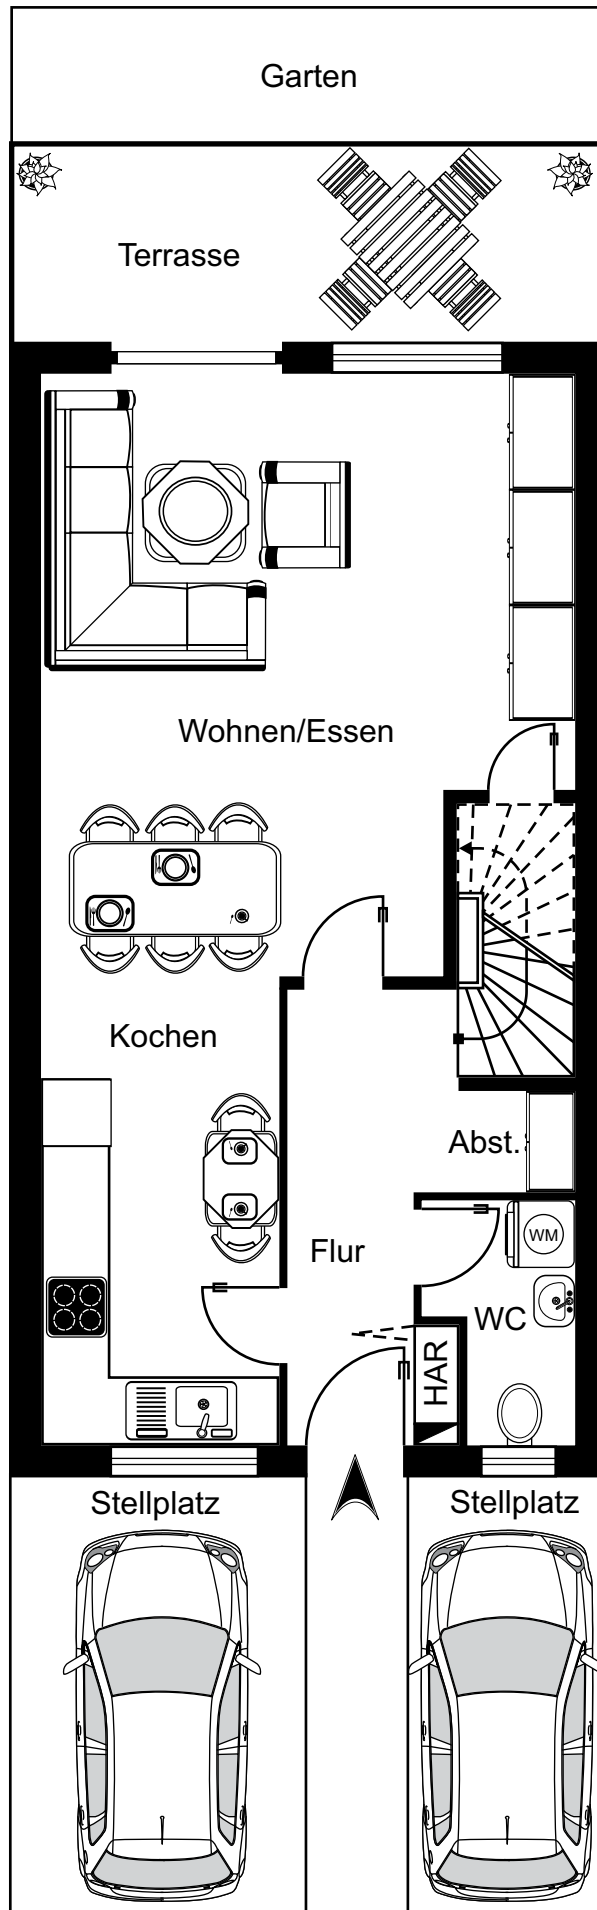 Garten
Terrasse
Wohnen/Essen
Kochen
Abst.
WM
Flur
WC
HAR
Stellplatz
Stellplatz